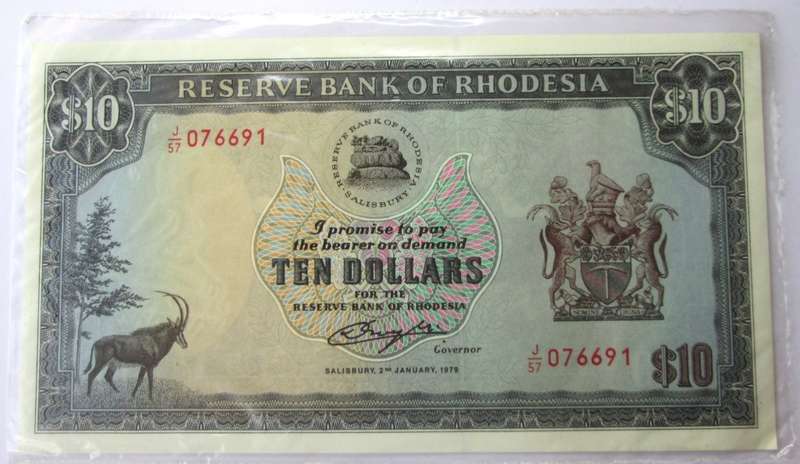 RESERVE BANK OF RHODESIA
$10
$10
J/57 076691
RESERVE BANK OF RHODESIA
SALISBURY
I promise to pay
the bearer on demand
TEN DOLLARS
FOR THE
RESERVE BANK OF RHODESIA
Governor
SALISBURY, 2ND JANUARY, 1979
J/57 076691
$10